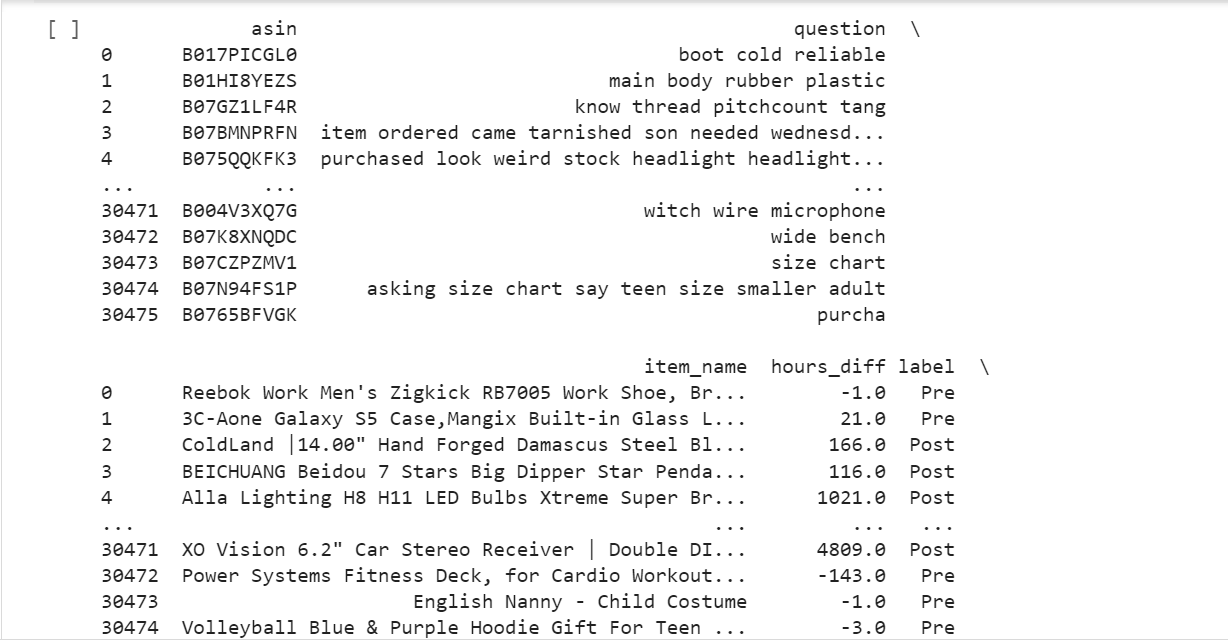 [ ] asin question \
0 B017PICGL0 boot cold reliable
1 B01HI8YEZS main body rubber plastic
2 B07GZ1LF4R know thread pitchcount tang
3 B07BMNPRFN item ordered came tarnished son needed wednesd...
4 B075QQKFK3 purchased look weird stock headlight headlight...
... ... ...
30471 B004V3XQ7G witch wire microphone
30472 B07K8XNQDC wide bench
30473 B07CZPZMV1 size chart
30474 B07N94FS1P asking size chart say teen size smaller adult
30475 B0765BFVGK purcha
item_name hours_diff label \
0 Reebok Work Men's Zigkick RB7005 Work Shoe, Br... -1.0 Pre
1 3C-Aone Galaxy S5 Case,Mangix Built-in Glass L... 21.0 Pre
2 ColdLand |14.00" Hand Forged Damascus Steel Bl... 166.0 Post
3 BEICHUANG Beidou 7 Stars Big Dipper Star Penda... 116.0 Post
4 Alla Lighting H8 H11 LED Bulbs Xtreme Super Br... 1021.0 Post
... ... ... ...
30471 XO Vision 6.2" Car Stereo Receiver | Double DI... 4809.0 Post
30472 Power Systems Fitness Deck, for Cardio Workout... -143.0 Pre
30473 English Nanny - Child Costume -1.0 Pre
30474 Volleyball Blue & Purple Hoodie Gift For Teen ... -3.0 Pre